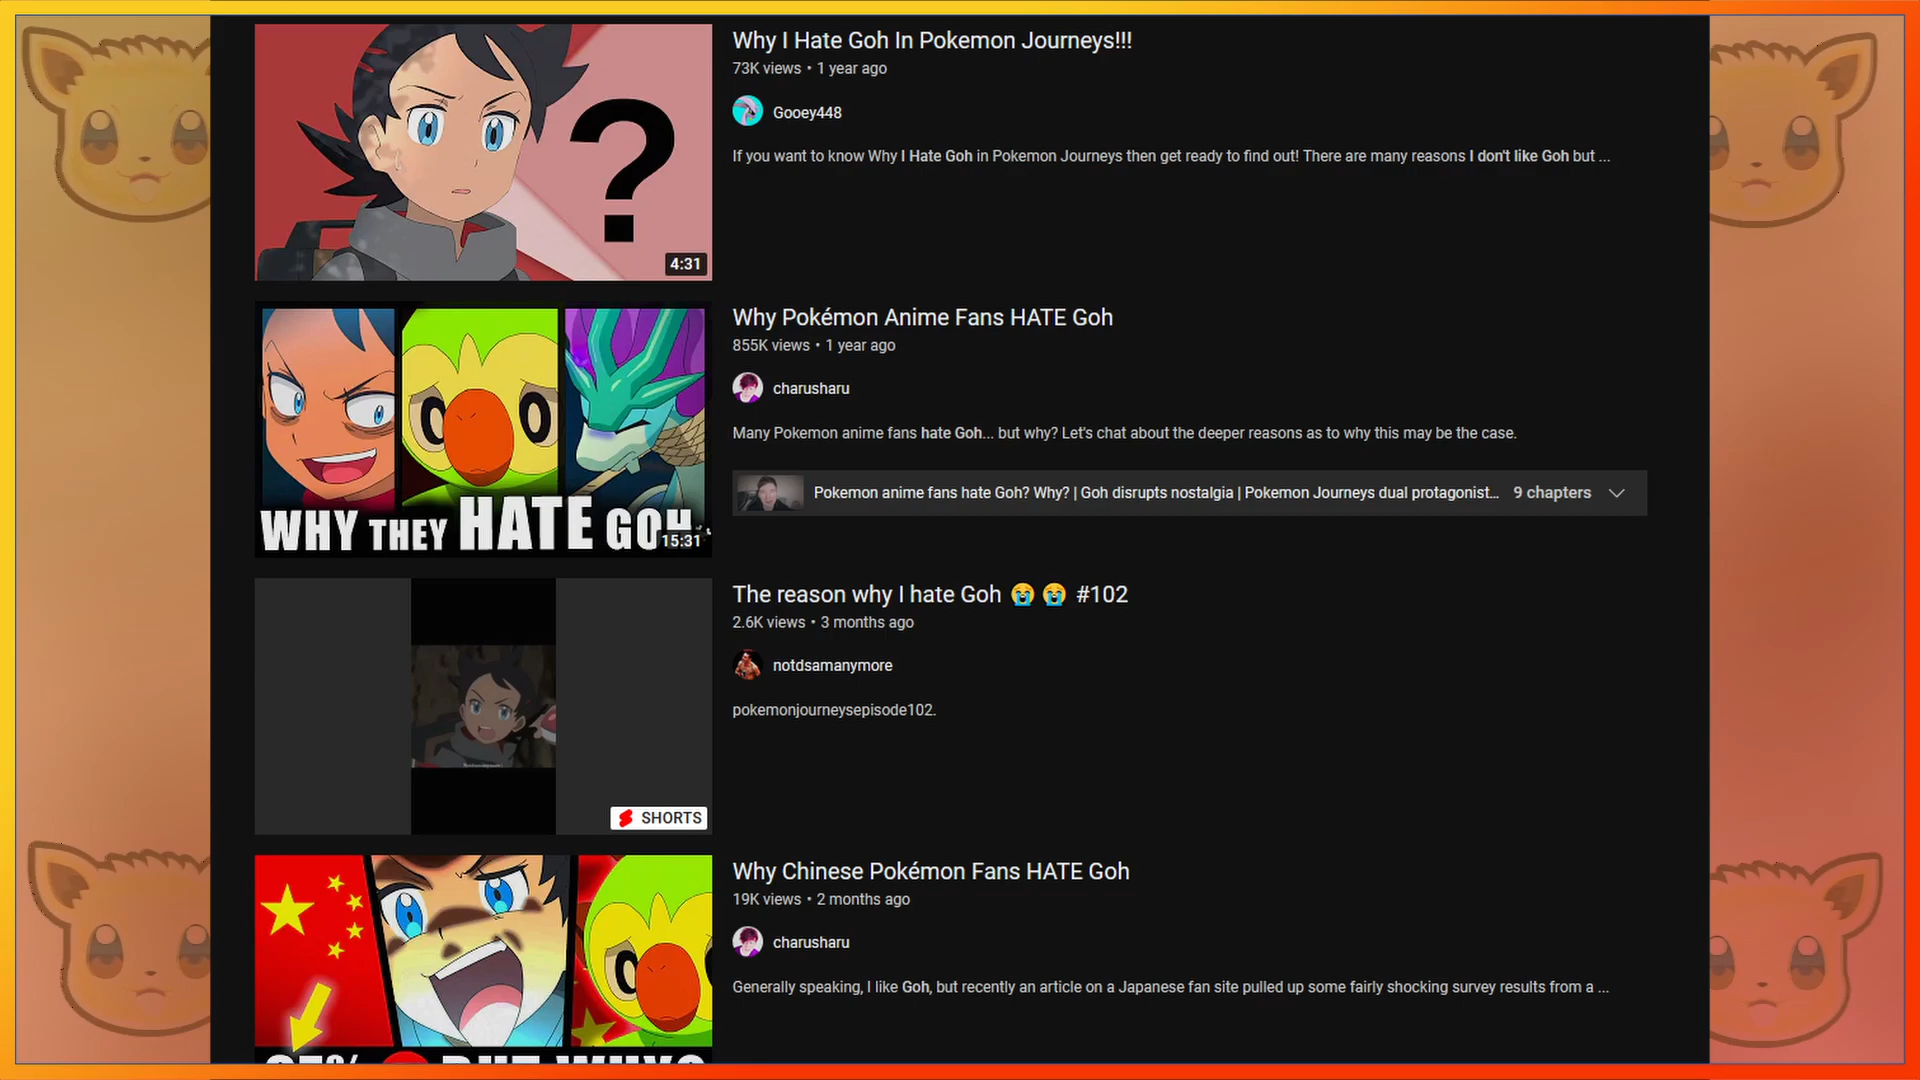 Why I Hate Goh In Pokemon Journeys!!!
73K views • 1 year ago
Gooey448
If you want to know Why I Hate Goh in Pokemon Journeys then get ready to find out! There are many reasons I don't like Goh but ...
?
4:31
Why Pokémon Anime Fans HATE Goh
855K views • 1 year ago
charusharu
Many Pokemon anime fans hate Goh... but why? Let's chat about the deeper reasons as to why this may be the case.
Pokemon anime fans hate Goh? Why? | Goh disrupts nostalgia | Pokemon Journeys dual protagonist... 9 chapters
WHY THEY HATE GOH
15:31
The reason why I hate Goh 😭 😭 #102
2.6K views • 3 months ago
notdsamanymore
pokemonjourneysepisode102.
SHORTS
Why Chinese Pokémon Fans HATE Goh
19K views • 2 months ago
charusharu
Generally speaking, I like Goh, but recently an article on a Japanese fan site pulled up some fairly shocking survey results from a ...
BUT WHY?